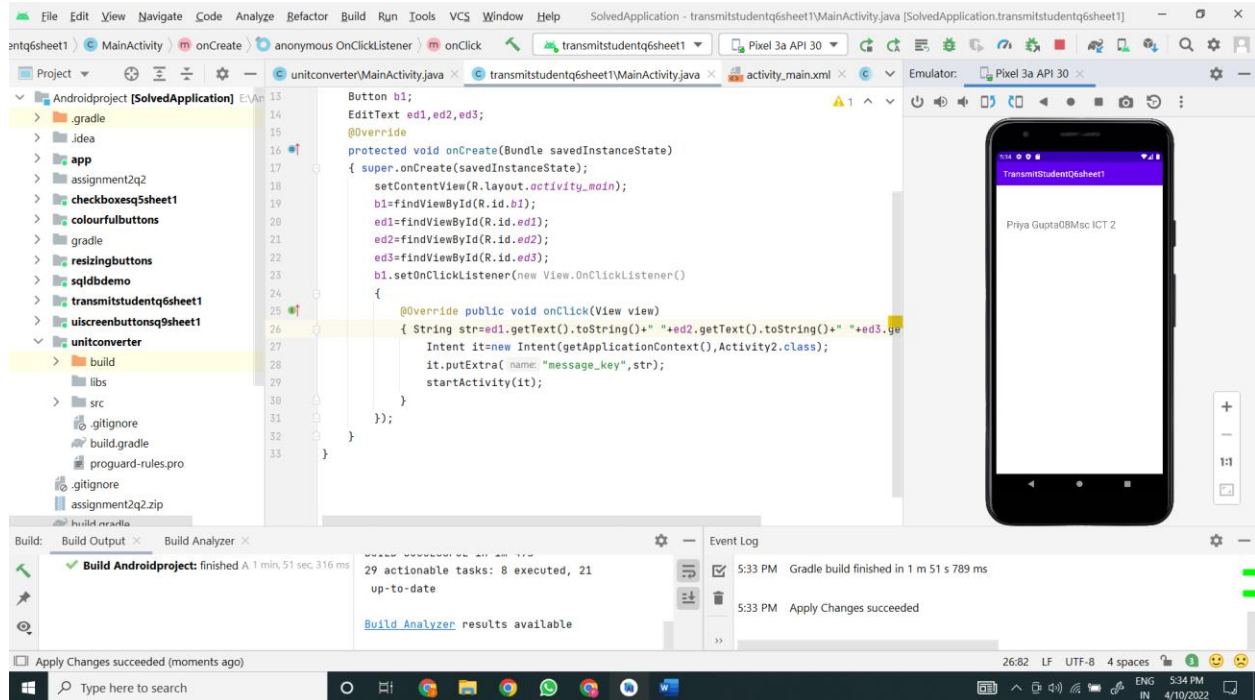 File Edit View Navigate Code Analyze Refactor Build Run Tools VCS Window Help SolvedApplication - transmitstudentq6sheet1\MainActivity.java [SolvedApplication.transmitstudentq6sheet1]
entq6sheet1 MainActivity onCreate anonymous OnClickListener onClick transmitstudentq6sheet1 Pixel 3a API 30
Project
unitconverter\MainActivity.java transmitstudentq6sheet1\MainActivity.java activity_main.xml
Emulator: Pixel 3a API 30
Androidproject [SolvedApplication]
.gradle
.idea
app
assignment2q2
checkboxesq5sheet1
colourfulbuttons
gradle
resizingbuttons
sqldbdemo
transmitstudentq6sheet1
uiscreenbuttonsq9sheet1
unitconverter
build
libs
src
.gitignore
build.gradle
proguard-rules.pro
.gitignore
assignment2q2.zip
build.gradle
1
13 Button b1;
14 EditText ed1,ed2,ed3;
15 @Override
16 protected void onCreate(Bundle savedInstanceState)
17 { super.onCreate(savedInstanceState);
18 setContentView(R.layout.activity_main);
19 b1=findViewById(R.id.b1);
20 ed1=findViewById(R.id.ed1);
21 ed2=findViewById(R.id.ed2);
22 ed3=findViewById(R.id.ed3);
23 b1.setOnClickListener(new View.OnClickListener()
24 {
25 @Override public void onClick(View view)
26 { String str=ed1.getText().toString()+" "+ed2.getText().toString()+" "+ed3.ge
27 Intent it=new Intent(getApplicationContext(),Activity2.class);
28 it.putExtra( name: "message_key",str);
29 startActivity(it);
30 }
31 });
32 }
33 }
5:34
TransmitStudentQ6sheet1
Priya Gupta08Msc ICT 2
1:1
Build: Build Output Build Analyzer
Build Androidproject: finished A 1 min, 51 sec, 316 ms
29 actionable tasks: 8 executed, 21
up-to-date
Build Analyzer results available
Event Log
5:33 PM Gradle build finished in 1 m 51 s 789 ms
5:33 PM Apply Changes succeeded
Apply Changes succeeded (moments ago)
26:82 LF UTF-8 4 spaces 3
Type here to search
ENG 5:34 PM
IN 4/10/2022